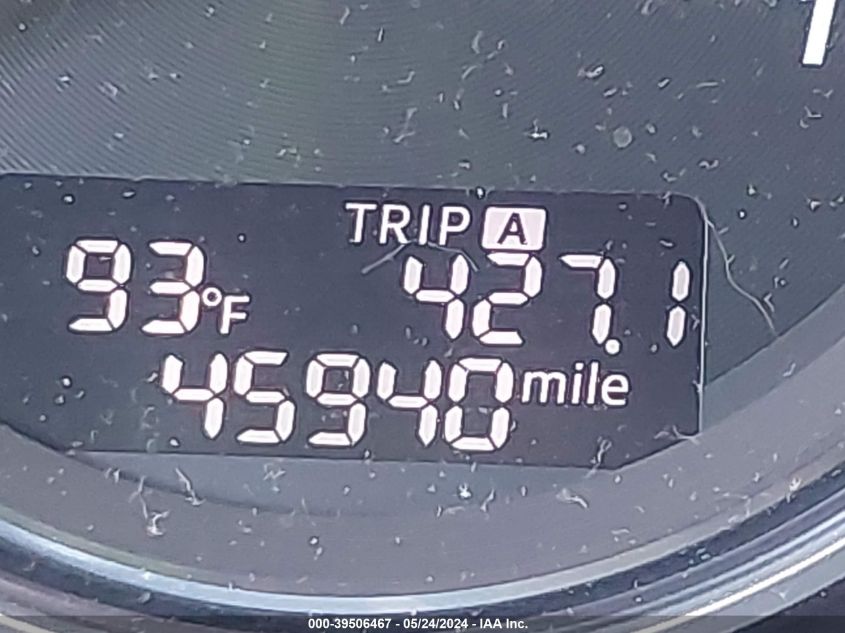 TRIP A
93°F 427.1
45940 mile
000-39506467 - 05/24/2024 - IAA Inc.